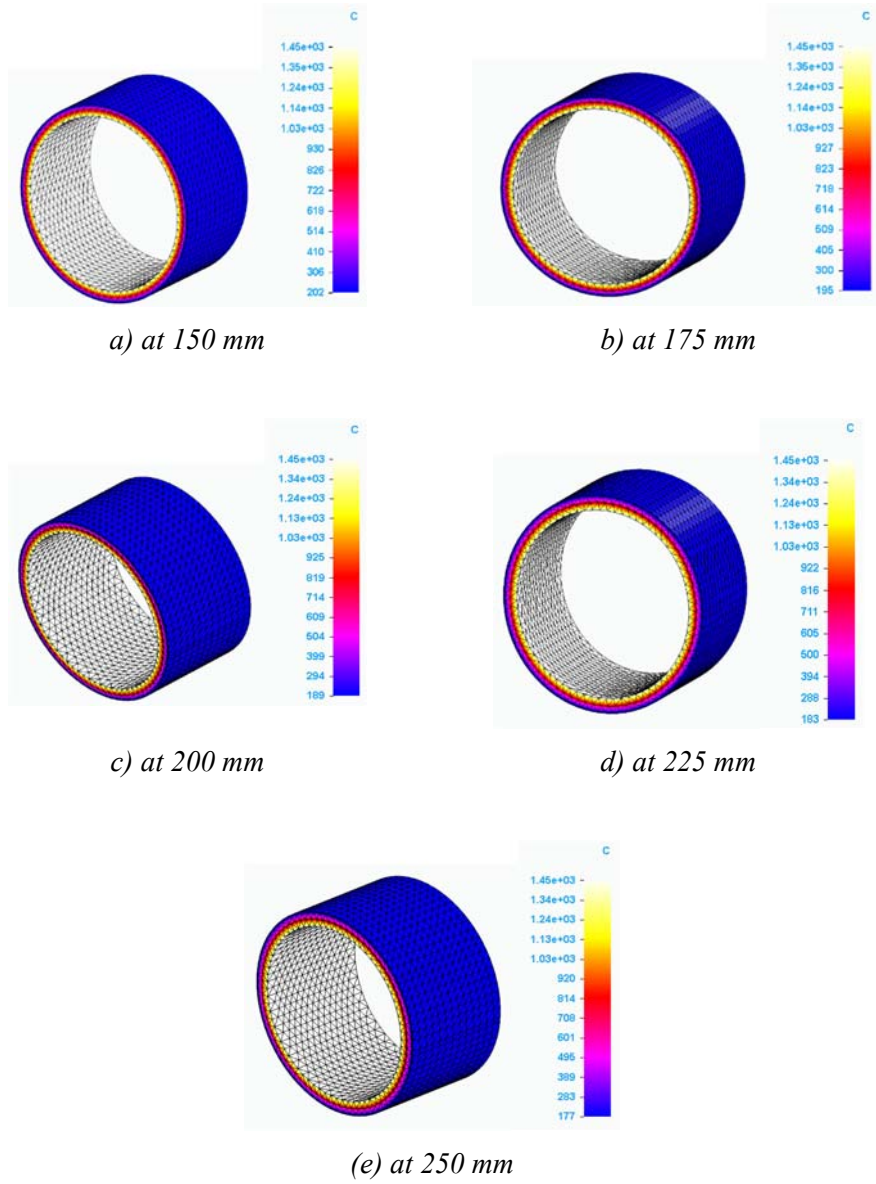 C
1.45e+03
1.35e+03
1.24e+03
1.14e+03
1.03e+03
930
826
722
618
514
410
306
202
a) at 150 mm
C
1.45e+03
1.35e+03
1.24e+03
1.14e+03
1.03e+03
927
823
718
614
509
405
300
195
b) at 175 mm
C
1.45e+03
1.34e+03
1.24e+03
1.13e+03
1.03e+03
925
819
714
609
504
399
294
189
c) at 200 mm
C
1.45e+03
1.34e+03
1.24e+03
1.13e+03
1.03e+03
922
816
711
605
500
394
288
183
d) at 225 mm
C
1.45e+03
1.34e+03
1.24e+03
1.13e+03
1.03e+03
920
814
708
601
495
389
283
177
(e) at 250 mm